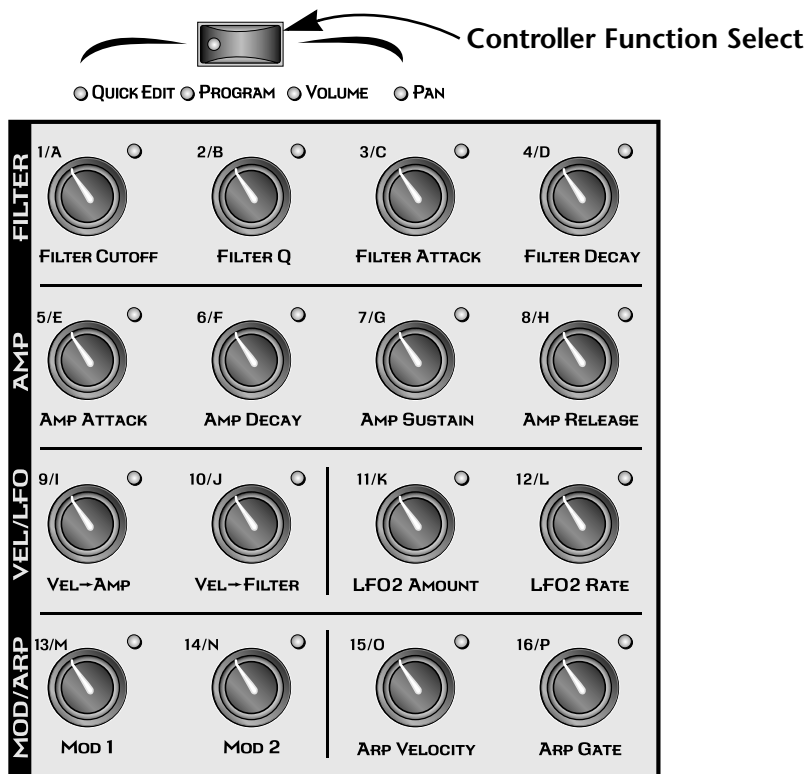 Controller Function Select
QUICK EDIT PROGRAM VOLUME PAN
FILTER
1/A 2/B 3/C 4/D
FILTER CUTOFF FILTER Q FILTER ATTACK FILTER DECAY
AMP
5/E 6/F 7/G 8/H
AMP ATTACK AMP DECAY AMP SUSTAIN AMP RELEASE
VEL/LFO
9/I 10/J 11/K 12/L
VEL→AMP VEL→FILTER LFO2 AMOUNT LFO2 RATE
MOD/ARP
13/M 14/N 15/O 16/P
MOD 1 MOD 2 ARP VELOCITY ARP GATE